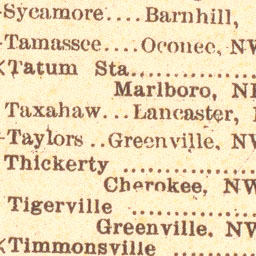 -Sycamore....Barnhill,
-Tamassee....Oconee, NW
×Tatum Sta..............
Marlboro, N
Taxahaw...Lancaster,
-Taylors..Greenville, NW
Thickerty ..............
Cherokee, NW
Tigerville .............
Greenville, NW
×Timmonsville ........